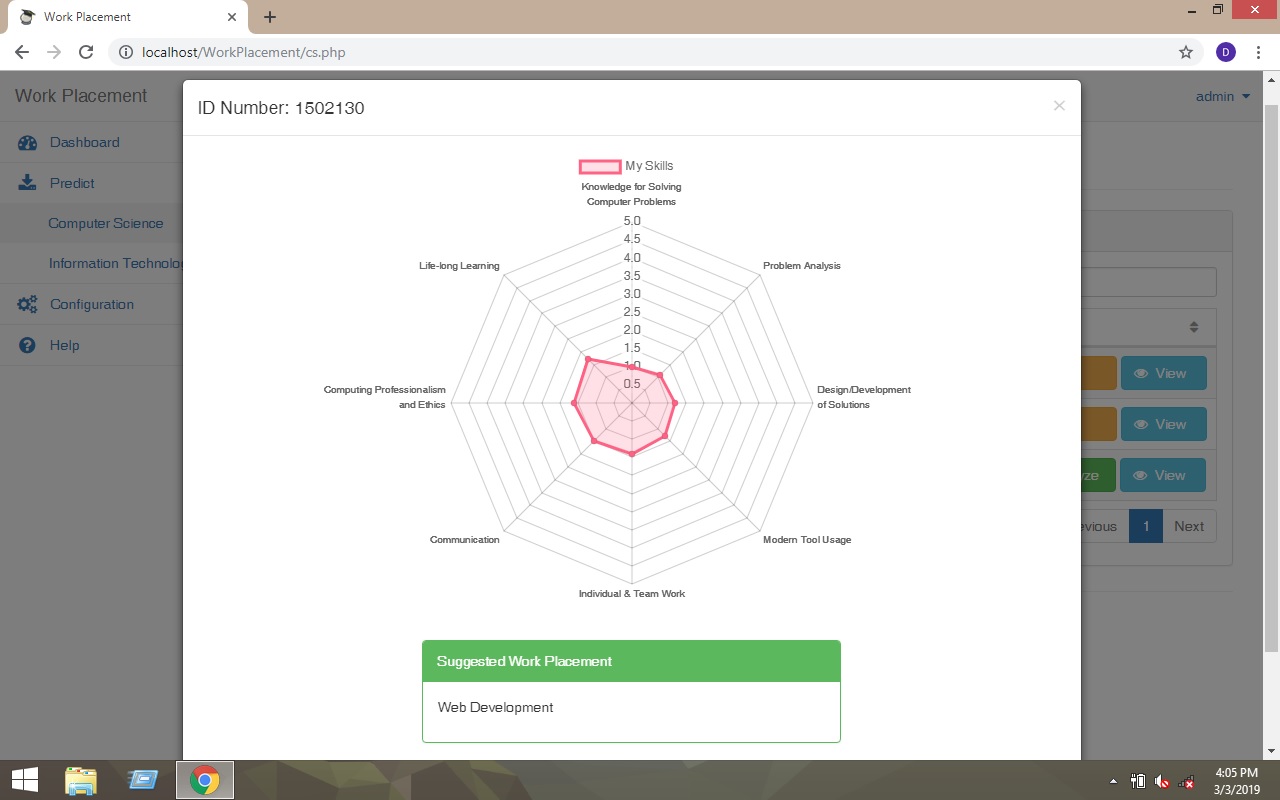 Work Placement
localhost/WorkPlacement/cs.php
D
Work Placement
admin
Dashboard
Predict
Computer Science
Information Technolo
Configuration
Help
ID Number: 1502130
×
My Skills
Knowledge for Solving
Computer Problems
5.0
4.5
4.0
3.5
3.0
2.5
2.0
1.5
1.0
0.5
Life-long Learning
Problem Analysis
Computing Professionalism
and Ethics
Design/Development
of Solutions
Communication
Modern Tool Usage
Individual & Team Work
Suggested Work Placement
Web Development
View
View
yze
View
evious
1
Next
4:05 PM
3/3/2019